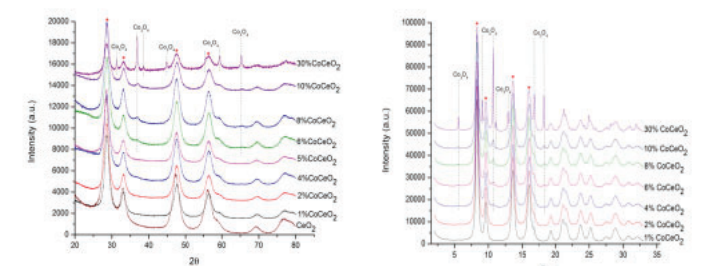 Intensity (a.u.)
20000
18000
16000
14000
12000
10000
8000
6000
4000
2000
0
Co3O4
Co3O4
Co3O4
30%CoCeO2
10%CoCeO2
8%CoCeO2
6%CoCeO2
5%CoCeO2
4%CoCeO2
2%CoCeO2
1%CoCeO2
CeO2
20 30 40 50 60 70 80
2θ
Intensity (a.u.)
100000
90000
80000
70000
60000
50000
40000
30000
20000
10000
0
Co3O4
Co3O4
Co3O4
Co3O4
30% CoCeO2
10% CoCeO2
8% CoCeO2
6% CoCeO2
4% CoCeO2
2% CoCeO2
1% CoCeO2
5 10 15 20 25 30 35